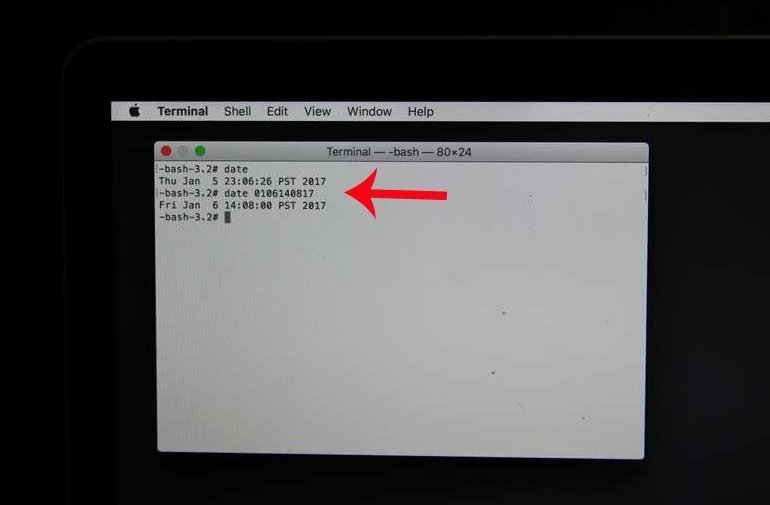 Terminal Shell Edit View Window Help
Terminal — -bash — 80×24
-bash-3.2# date
Thu Jan  5 23:06:26 PST 2017
-bash-3.2# date 0106140817
Fri Jan  6 14:08:00 PST 2017
-bash-3.2#